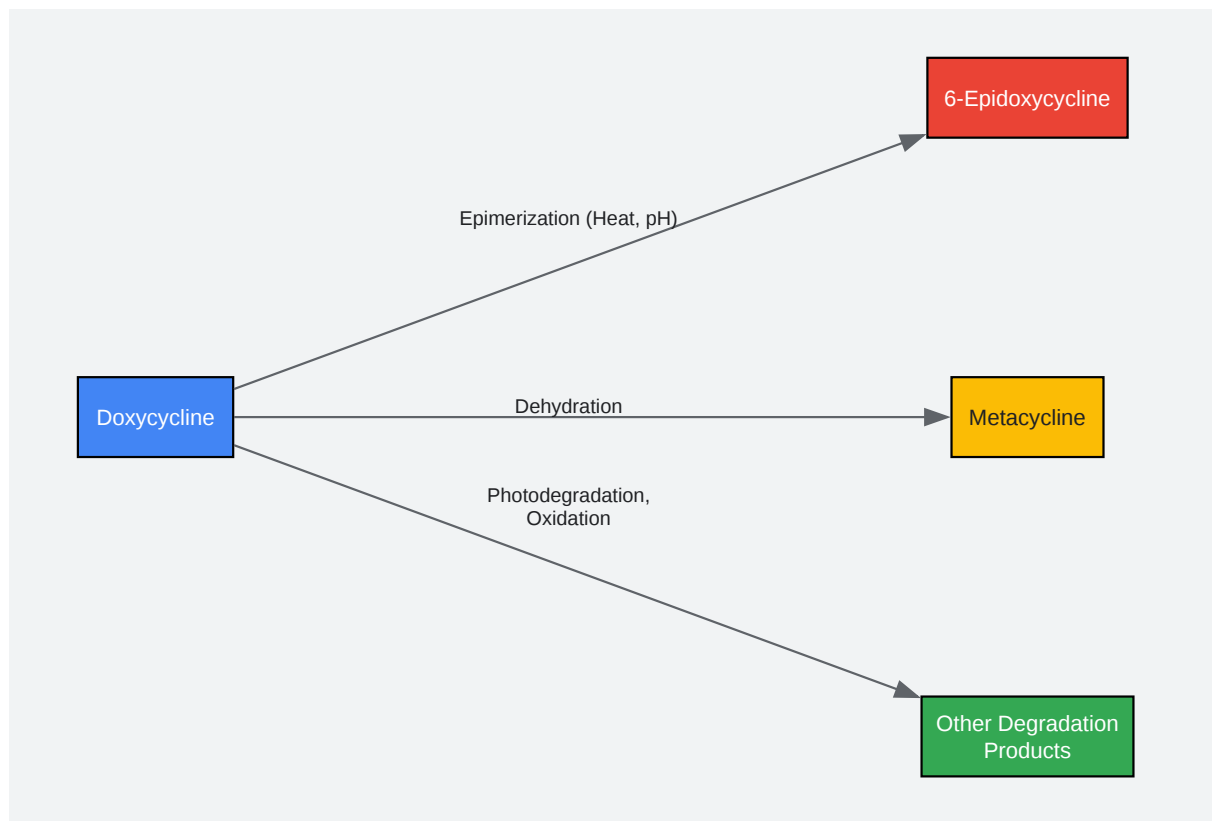 6-Epidoxycycline
Epimerization (Heat, pH)
Doxycycline
Dehydration
Metacycline
Photodegradation,
Oxidation
Other Degradation
Products